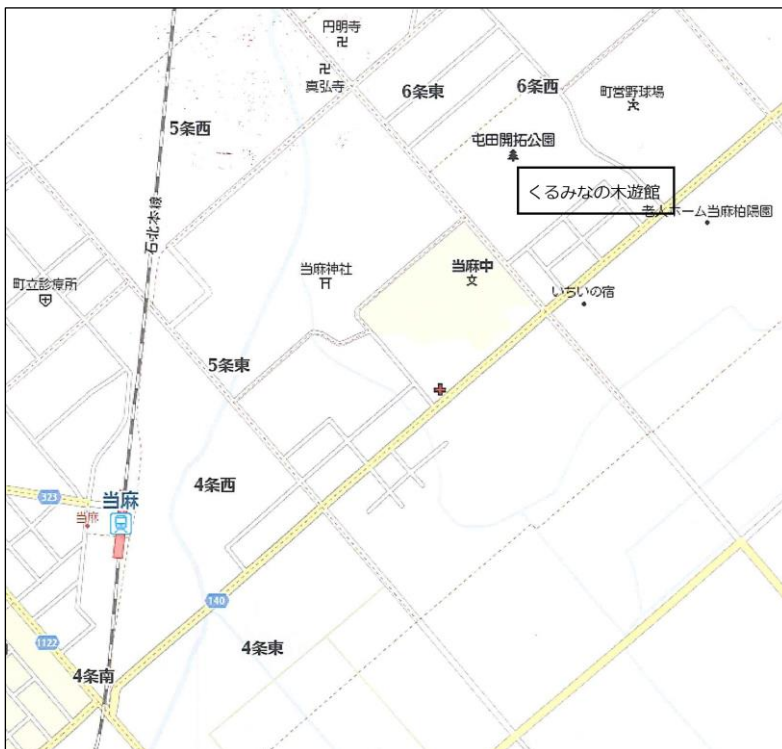 円明寺
真弘寺
6条東
6条西
町営野球場
5条西
屯田開拓公園
くるみなの木遊館
老人ホーム当麻柏陽園
石北本線
当麻神社
当麻中
文
町立診療所
いちいの宿
5条東
4条西
323
当麻
当麻
140
1122
4条東
4条南